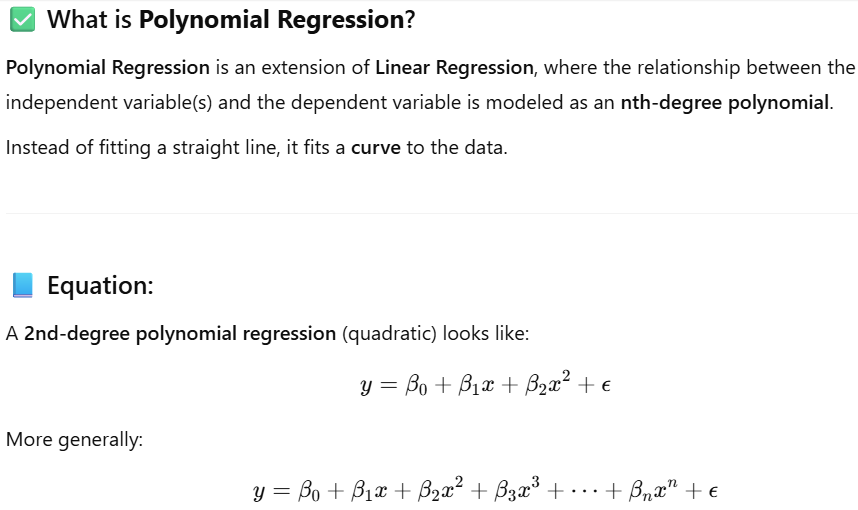 ✅ What is Polynomial Regression?
Polynomial Regression is an extension of Linear Regression, where the relationship between the
independent variable(s) and the dependent variable is modeled as an nth-degree polynomial.
Instead of fitting a straight line, it fits a curve to the data.
📘 Equation:
A 2nd-degree polynomial regression (quadratic) looks like:
y = β₀ + β₁x + β₂x² + ϵ
More generally:
y = β₀ + β₁x + β₂x² + β₃x³ + ⋯ + βₙxⁿ + ϵ